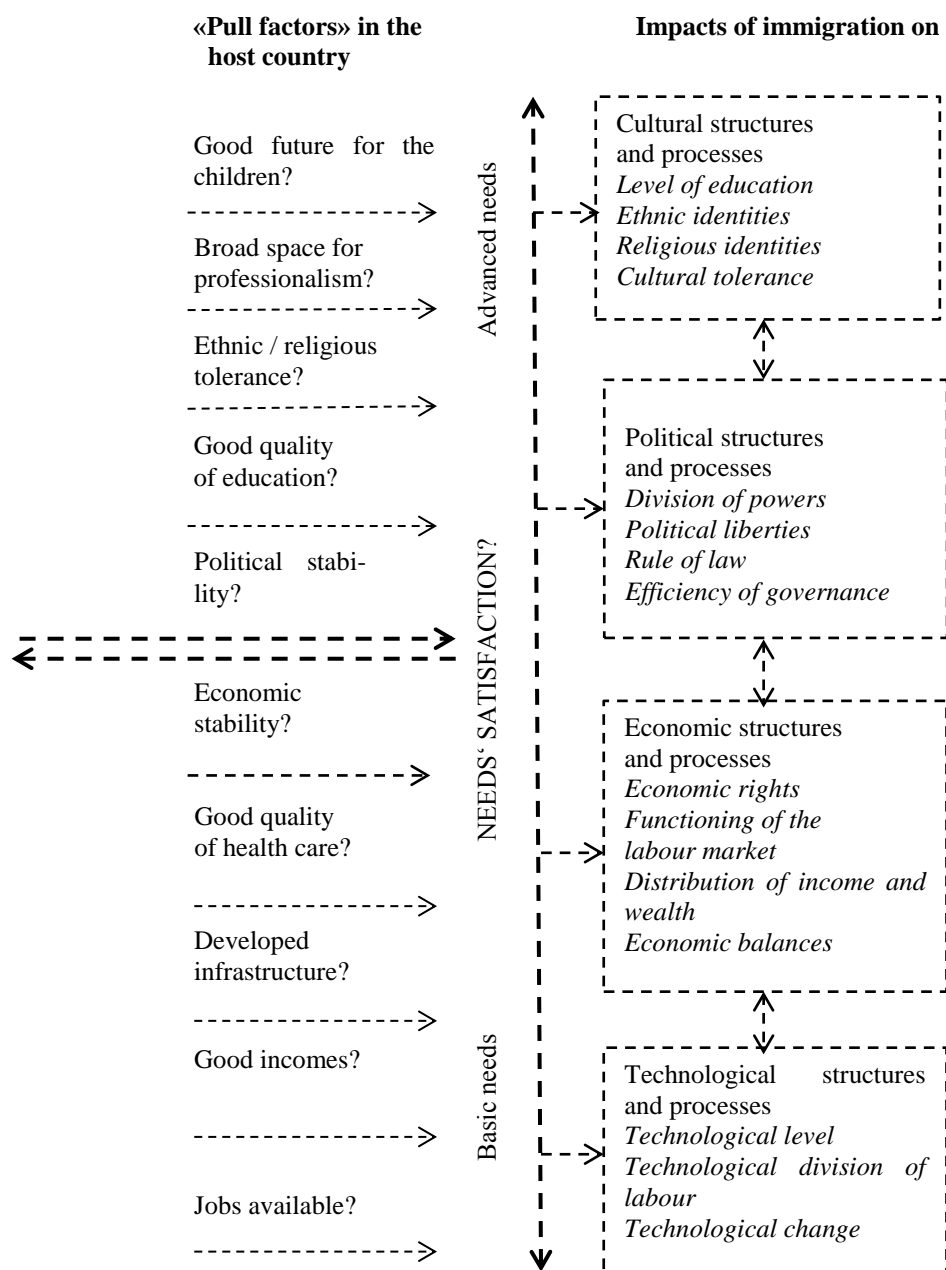 «Pull factors» in the
host country
Good future for the
children?
Broad space for
professionalism?
Ethnic / religious
tolerance?
Good quality
of education?
Political stabi-
lity?
Economic
stability?
Good quality
of health care?
Developed
infrastructure?
Good incomes?
Jobs available?
Advanced needs
NEEDS‘ SATISFACTION?
Basic needs
Impacts of immigration on
Cultural structures
and processes
Level of education
Ethnic identities
Religious identities
Cultural tolerance
Political structures
and processes
Division of powers
Political liberties
Rule of law
Efficiency of governance
Economic structures
and processes
Economic rights
Functioning of the
labour market
Distribution of income and
wealth
Economic balances
Technological structures
and processes
Technological level
Technological division of
labour
Technological change